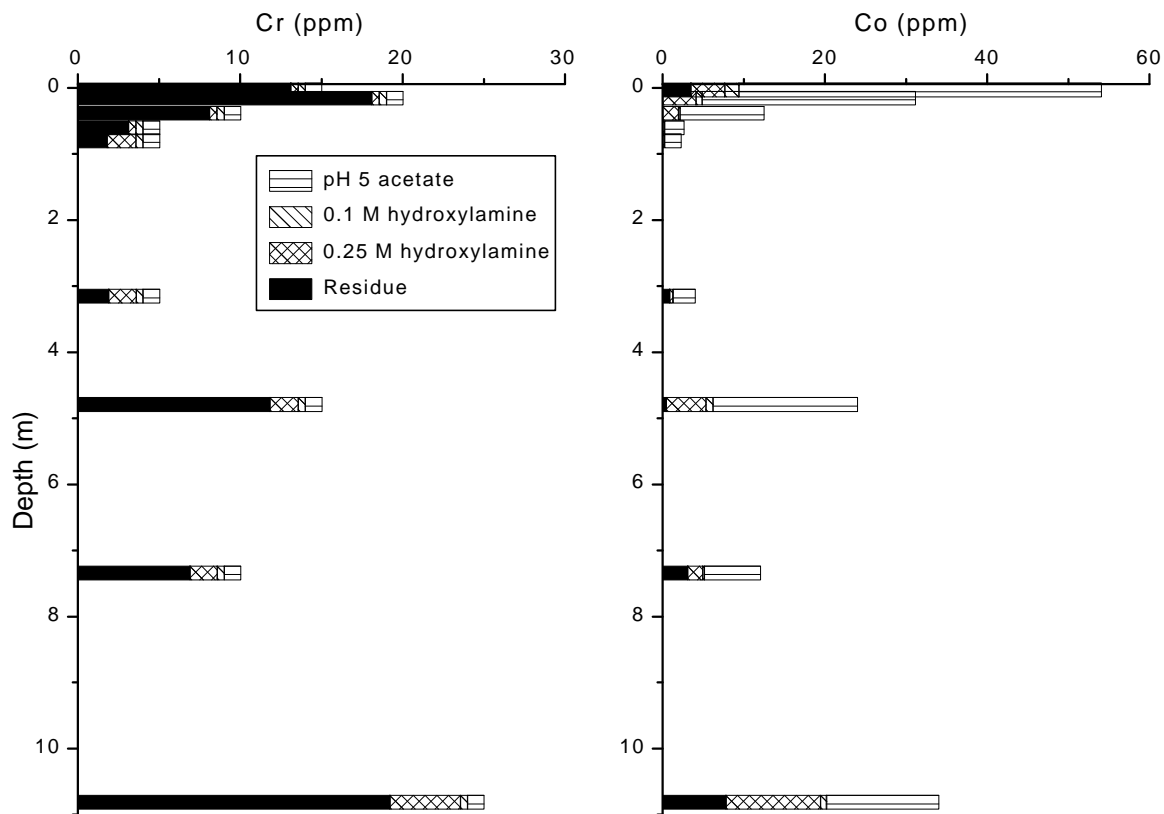 Cr (ppm)
Co (ppm)
0 10 20 30
0 20 40 60
0
2
4
6
8
10
Depth (m)
pH 5 acetate
0.1 M hydroxylamine
0.25 M hydroxylamine
Residue
0
2
4
6
8
10